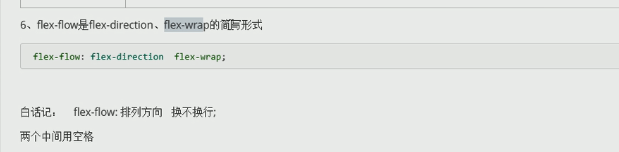 6、flex-flow是flex-direction、flex-wrap的简写形式
flex-flow: flex-direction flex-wrap;
白话记： flex-flow: 排列方向 换不换行;
两个中间用空格